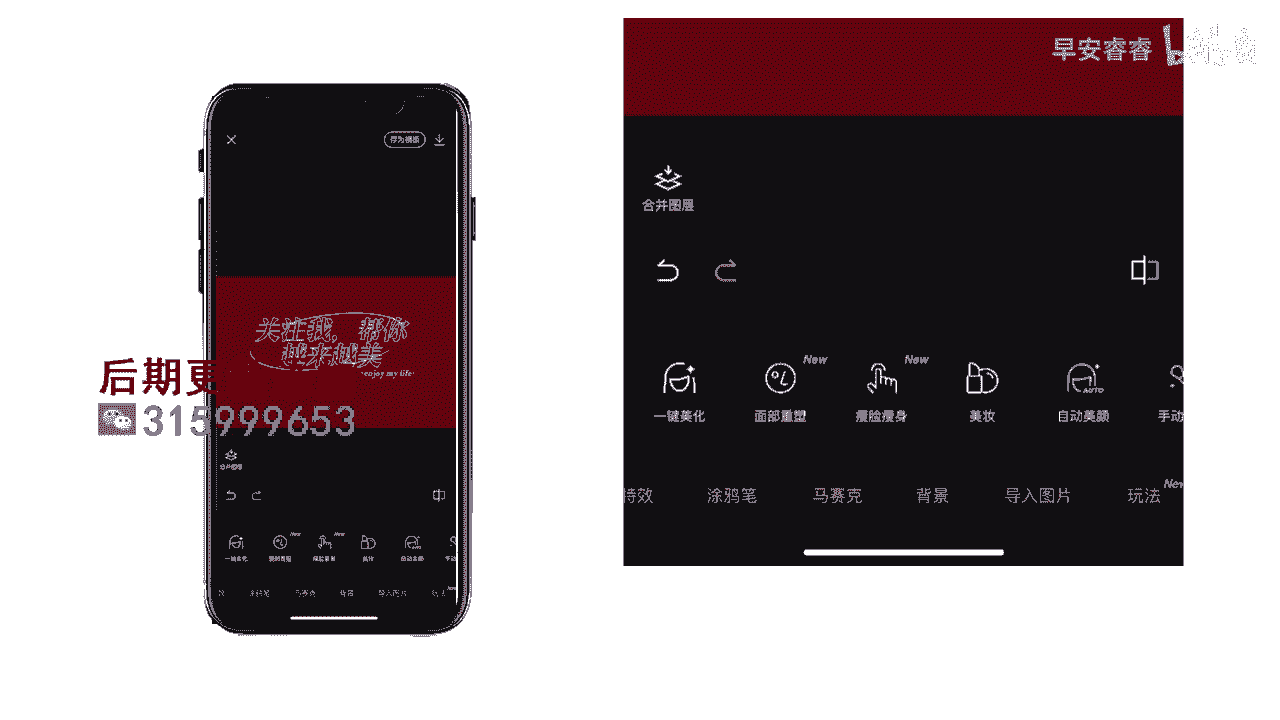 早安睿睿
存为模版
关注我，帮你
越来越美
enjoy my life
后期更
315999653
合并图层
New
New
一键美化
面部重塑
瘦脸瘦身
美妆
自动美颜
手动
涂鸦笔
马赛克
背景
导入图片
玩法
合并图层
New
New
一键美化
面部重塑
瘦脸瘦身
美妆
AUTO
自动美颜
手动
特效
涂鸦笔
马赛克
背景
导入图片
玩法
New